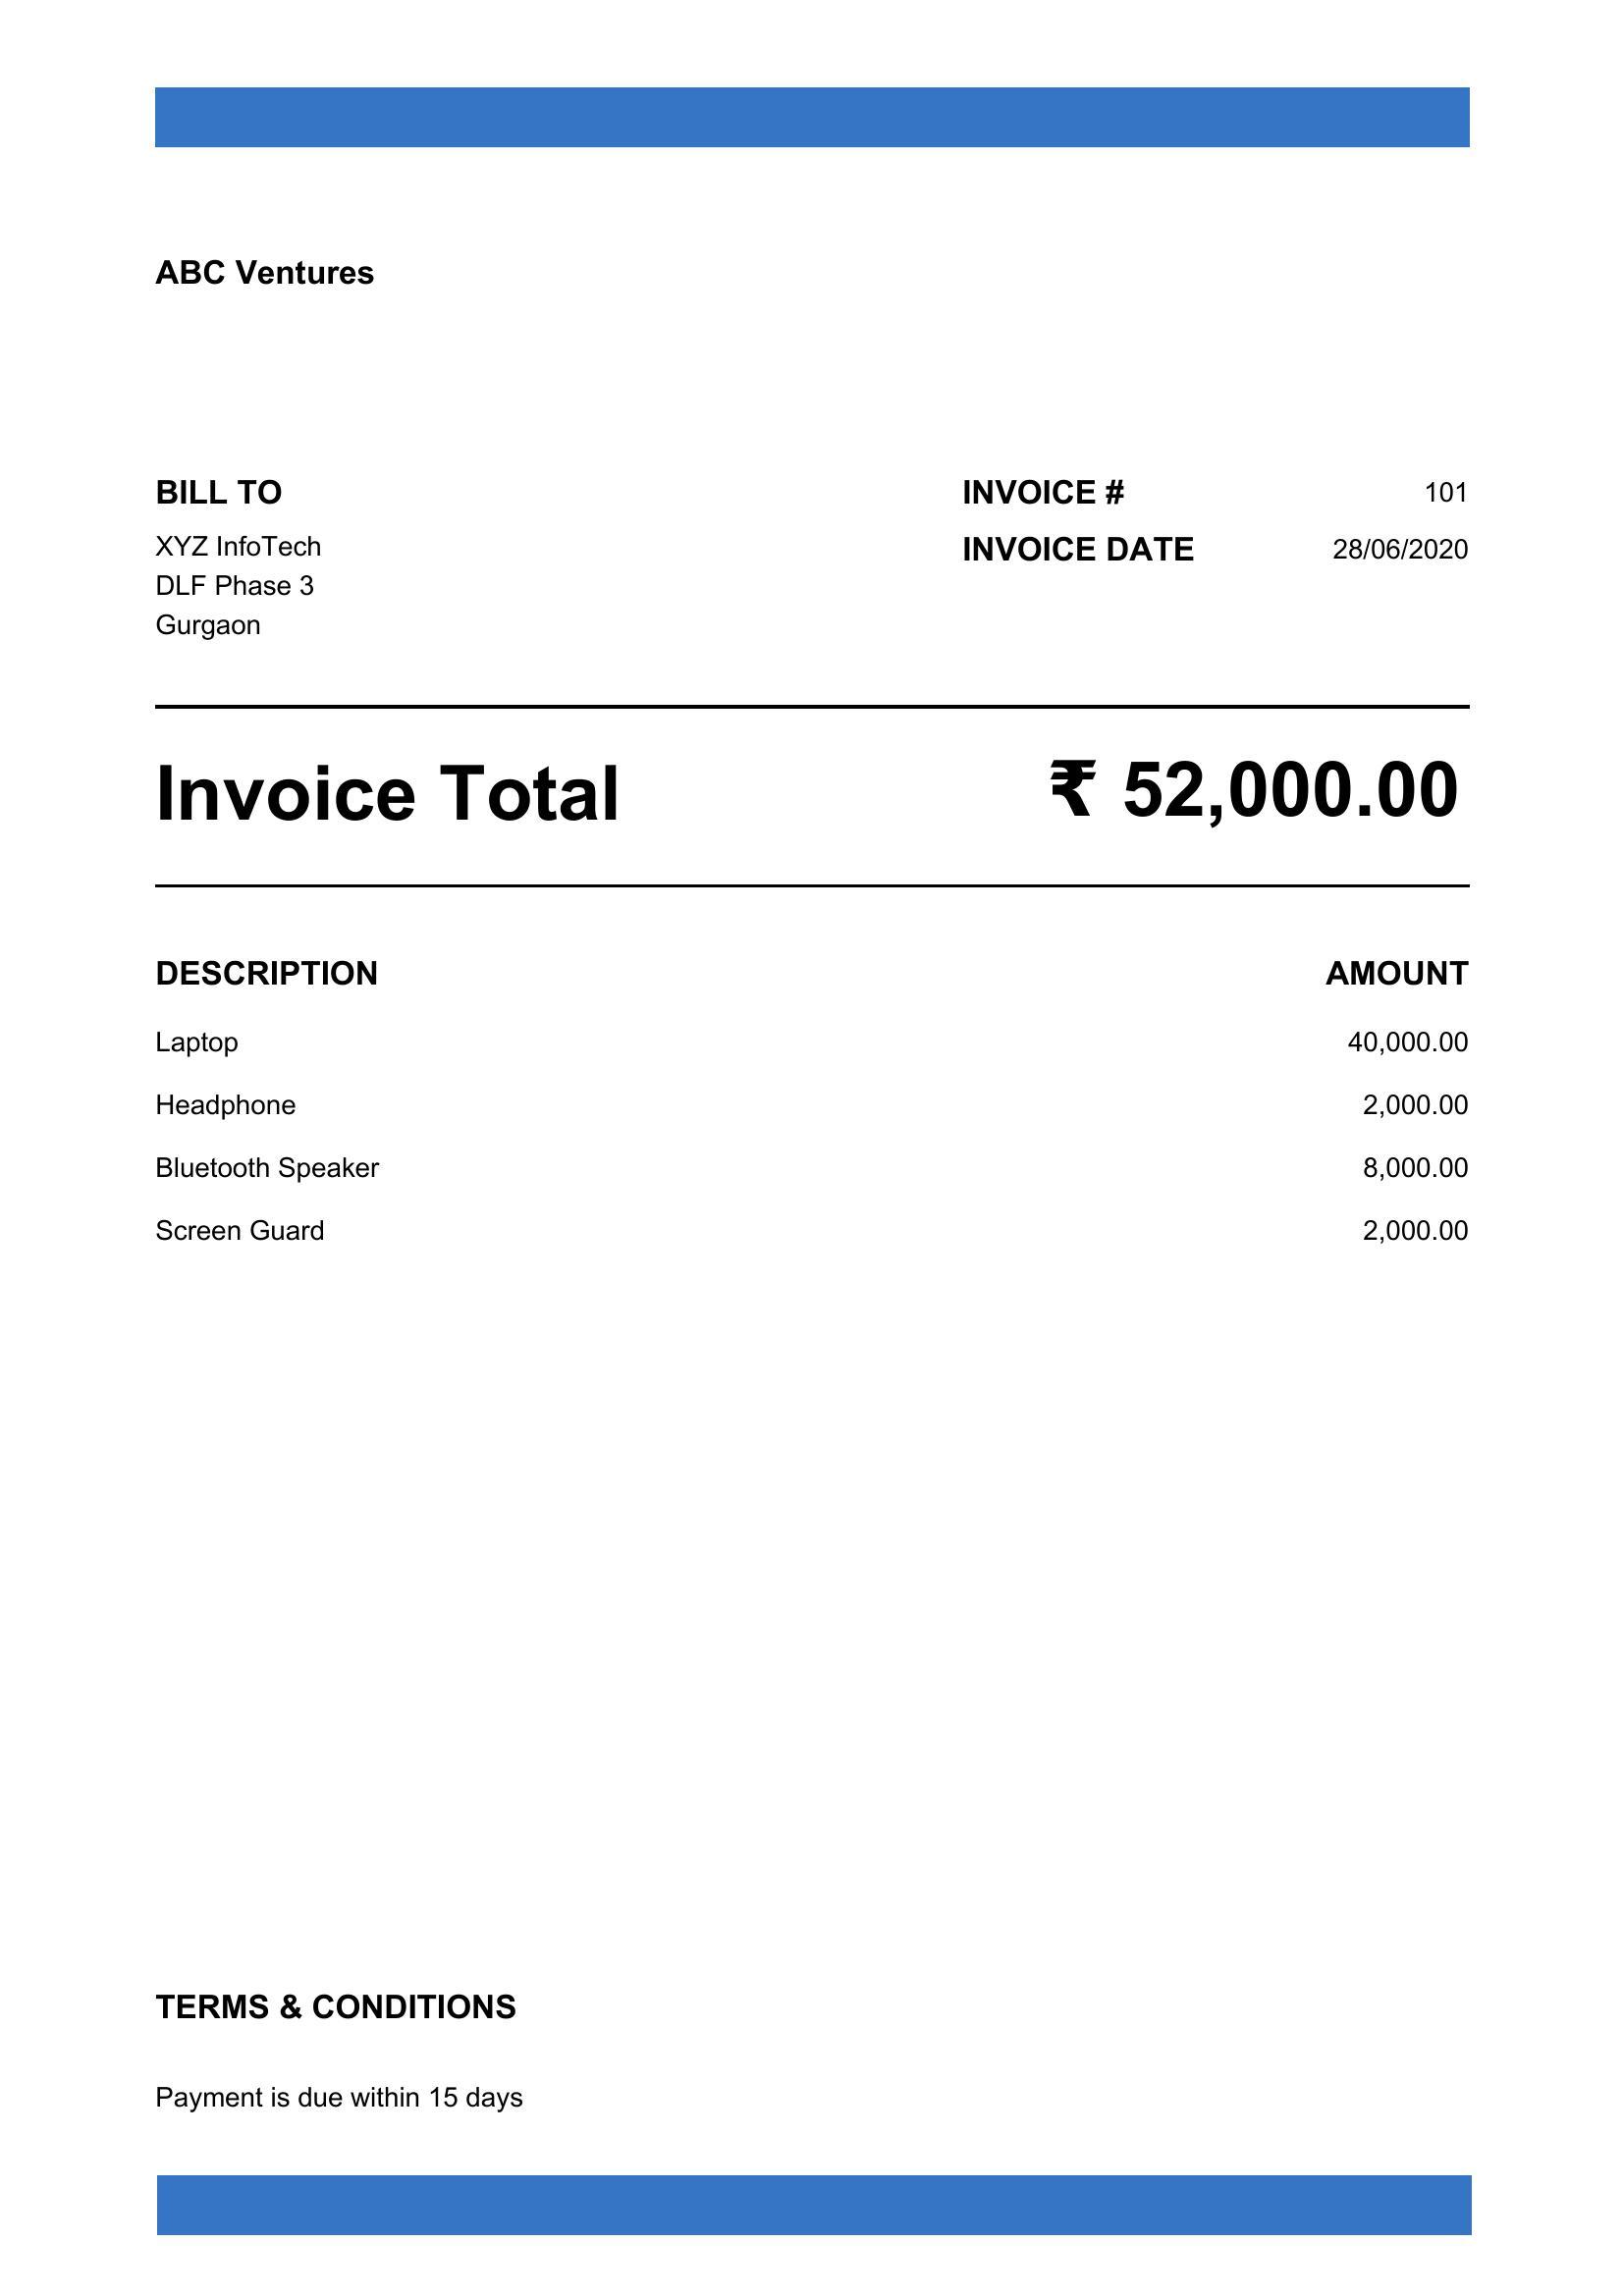 ABC Ventures
BILL TO
XYZ InfoTech
DLF Phase 3
Gurgaon
INVOICE # 101
INVOICE DATE 28/06/2020
Invoice Total ₹ 52,000.00
DESCRIPTION AMOUNT
Laptop 40,000.00
Headphone 2,000.00
Bluetooth Speaker 8,000.00
Screen Guard 2,000.00
TERMS & CONDITIONS
Payment is due within 15 days